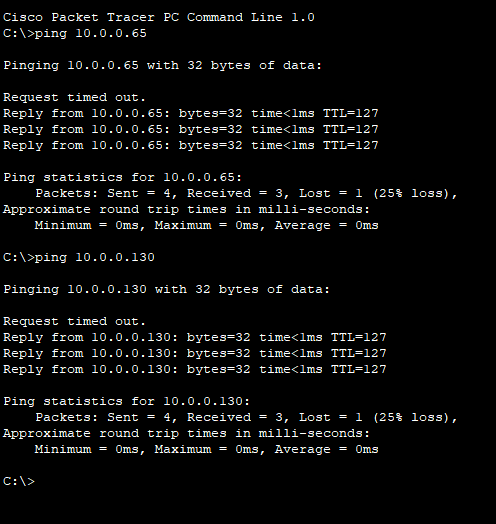 Cisco Packet Tracer PC Command Line 1.0
C:\>ping 10.0.0.65
Pinging 10.0.0.65 with 32 bytes of data:
Request timed out.
Reply from 10.0.0.65: bytes=32 time<1ms TTL=127
Reply from 10.0.0.65: bytes=32 time<1ms TTL=127
Reply from 10.0.0.65: bytes=32 time<1ms TTL=127
Ping statistics for 10.0.0.65:
    Packets: Sent = 4, Received = 3, Lost = 1 (25% loss),
Approximate round trip times in milli-seconds:
    Minimum = 0ms, Maximum = 0ms, Average = 0ms
C:\>ping 10.0.0.130
Pinging 10.0.0.130 with 32 bytes of data:
Request timed out.
Reply from 10.0.0.130: bytes=32 time<1ms TTL=127
Reply from 10.0.0.130: bytes=32 time<1ms TTL=127
Reply from 10.0.0.130: bytes=32 time<1ms TTL=127
Ping statistics for 10.0.0.130:
    Packets: Sent = 4, Received = 3, Lost = 1 (25% loss),
Approximate round trip times in milli-seconds:
    Minimum = 0ms, Maximum = 0ms, Average = 0ms
C:\>